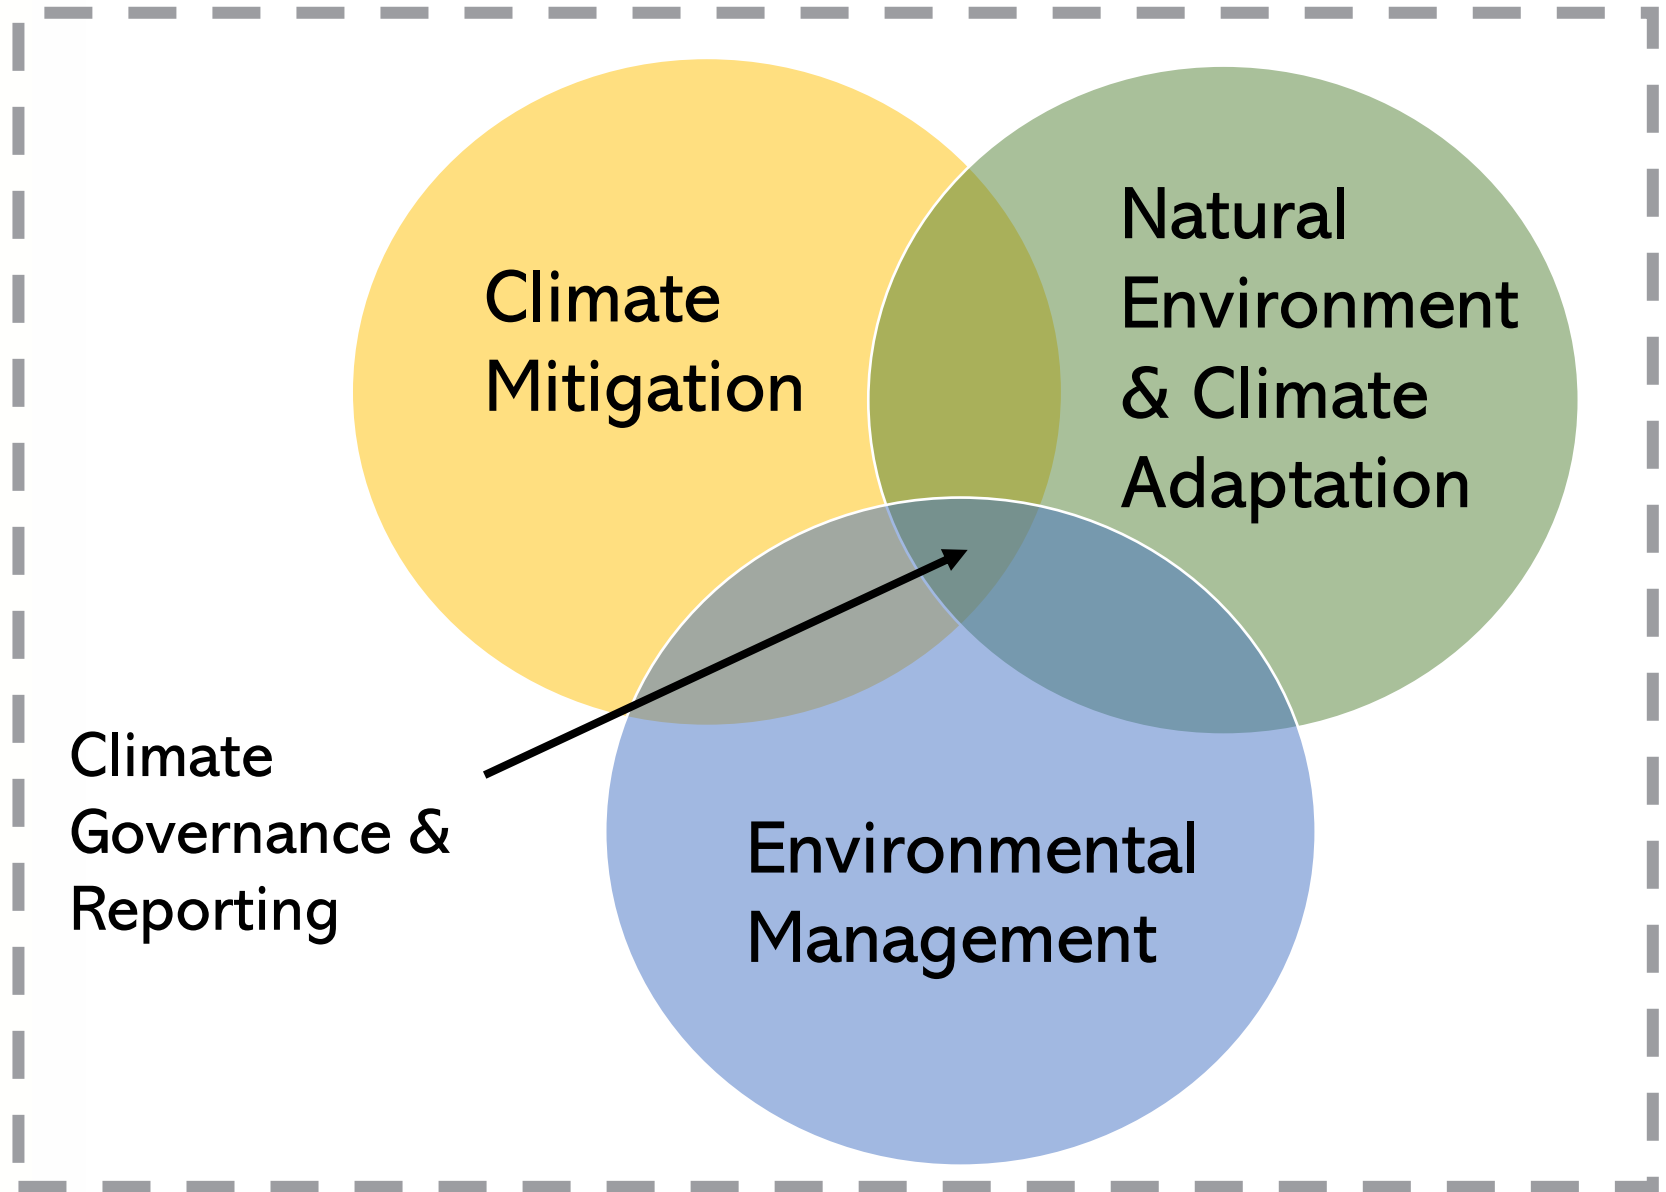 Climate
Mitigation
Natural
Environment
& Climate
Adaptation
Climate
Governance &
Reporting
Environmental
Management